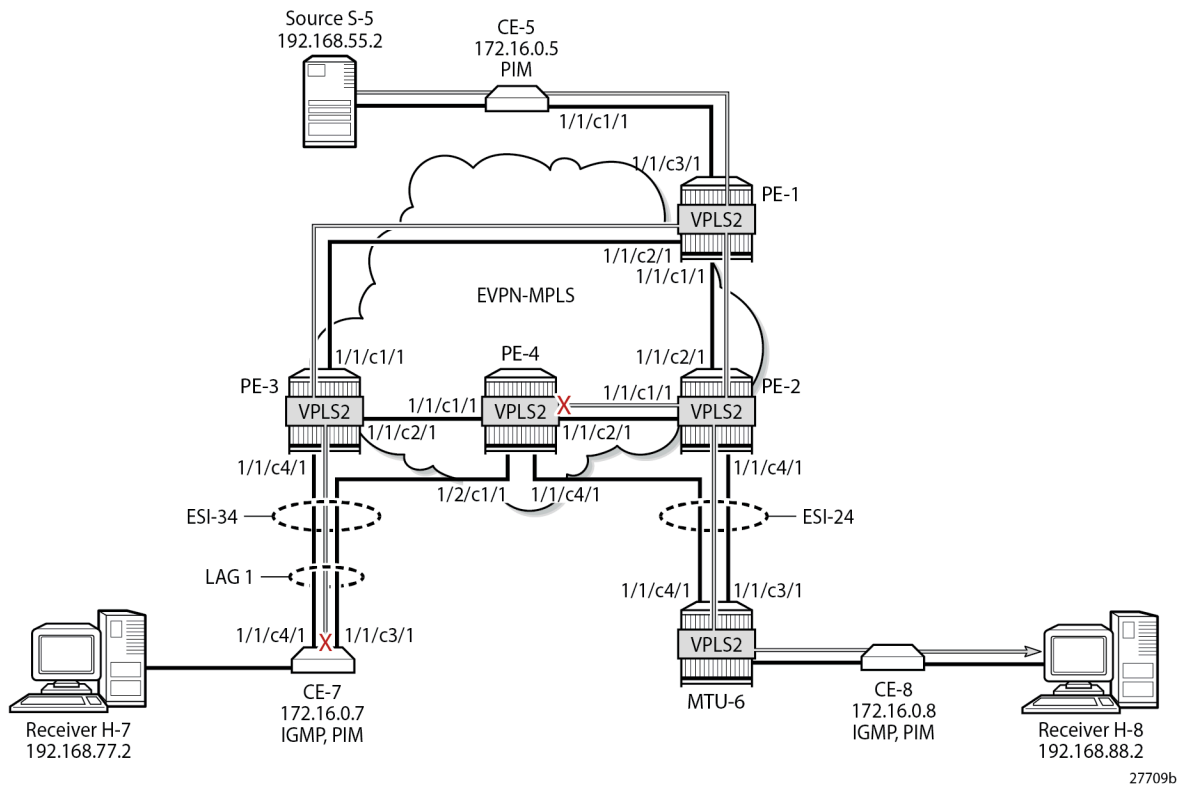 Source S-5
192.168.55.2
CE-5
172.16.0.5
PIM
1/1/c1/1
1/1/c3/1
PE-1
VPLS2
1/1/c2/1
1/1/c1/1
EVPN-MPLS
1/1/c1/1
PE-4
1/1/c2/1
PE-3
1/1/c1/1
1/1/c1/1
PE-2
VPLS2
VPLS2
X
VPLS2
1/1/c2/1
1/1/c2/1
1/1/c4/1
1/1/c4/1
1/2/c1/1
1/1/c4/1
ESI-34
ESI-24
LAG 1
1/1/c4/1
1/1/c3/1
1/1/c4/1
X
1/1/c3/1
VPLS2
CE-7
172.16.0.7
IGMP, PIM
MTU-6
CE-8
172.16.0.8
IGMP, PIM
Receiver H-7
192.168.77.2
Receiver H-8
192.168.88.2
27709b